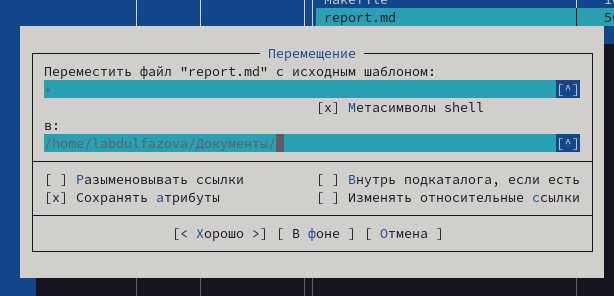 Makefile
report.md
Перемещение
Переместить файл "report.md" с исходным шаблоном:
* [^]
[x] Метасимволы shell
в:
/home/labdulfazova/Документы/ [^]
[ ] Разыменовывать ссылки [ ] Внутрь подкаталога, если есть
[x] Сохранять атрибуты [ ] Изменять относительные ссылки
[< Хорошо >] [ В фоне ] [ Отмена ]